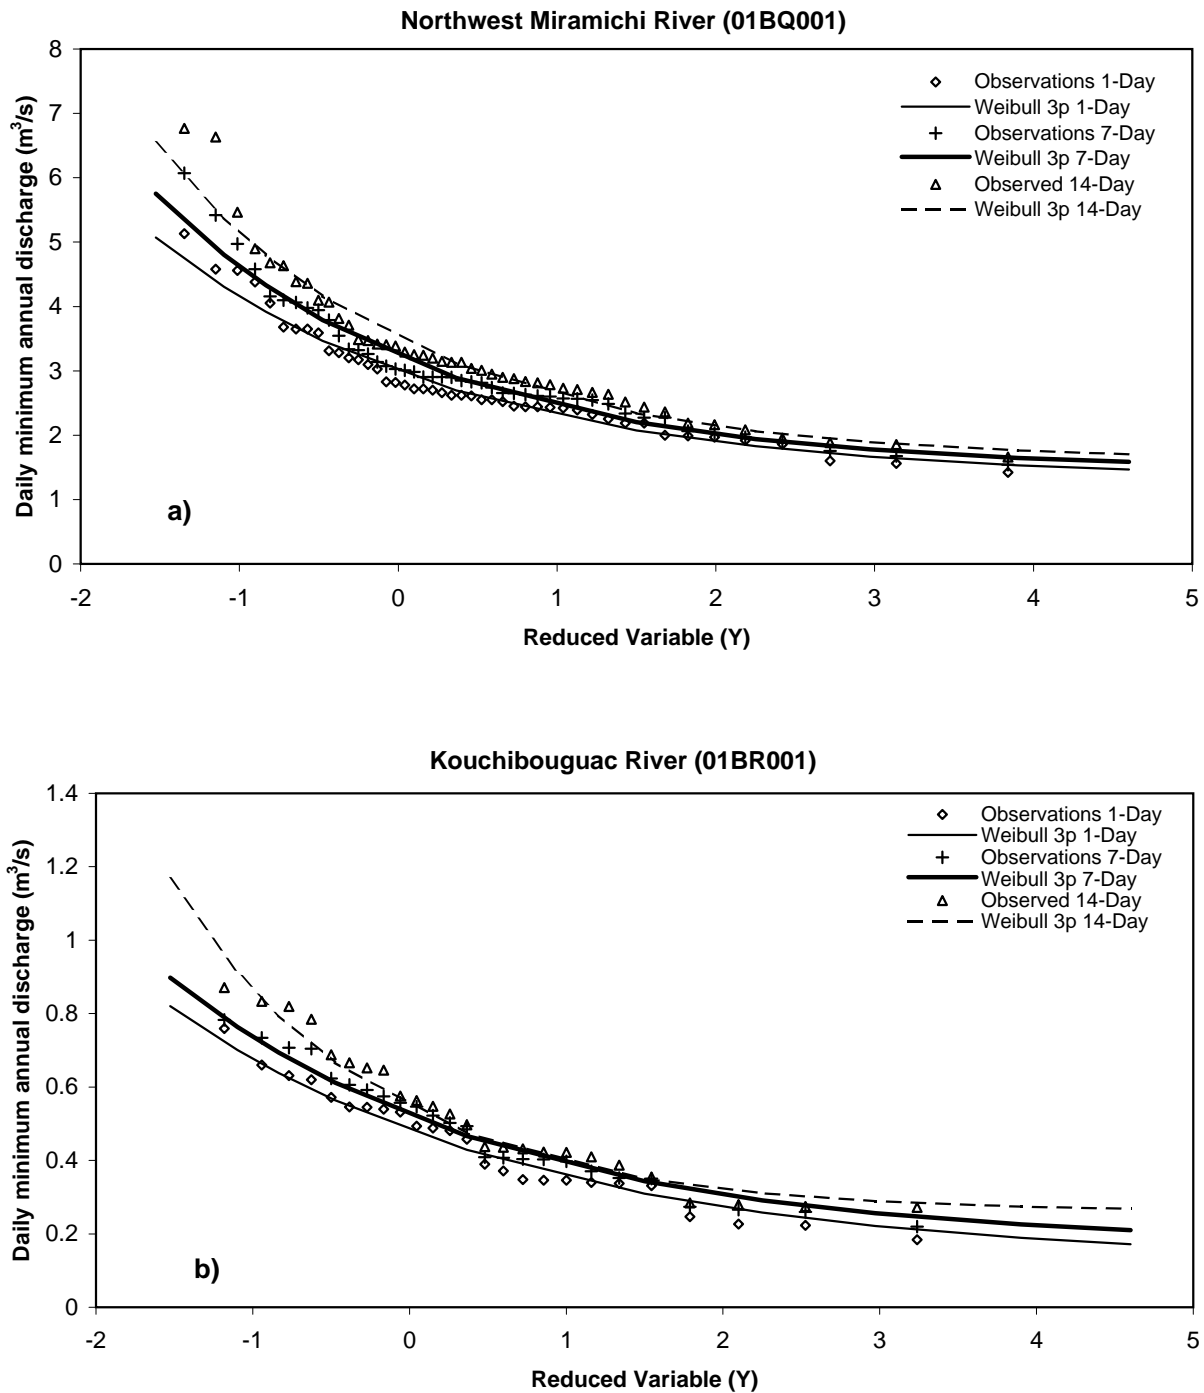 Northwest Miramichi River (01BQ001)
8
7
6
5
4
3
2
1
0
Daily minimum annual discharge (m³/s)
Observations 1-Day
Weibull 3p 1-Day
Observations 7-Day
Weibull 3p 7-Day
Observed 14-Day
Weibull 3p 14-Day
a)
-2 -1 0 1 2 3 4 5
Reduced Variable (Y)
Kouchibouguac River (01BR001)
1.4
1.2
1
0.8
0.6
0.4
0.2
0
Daily minimum annual discharge (m³/s)
Observations 1-Day
Weibull 3p 1-Day
Observations 7-Day
Weibull 3p 7-Day
Observed 14-Day
Weibull 3p 14-Day
b)
-2 -1 0 1 2 3 4 5
Reduced Variable (Y)